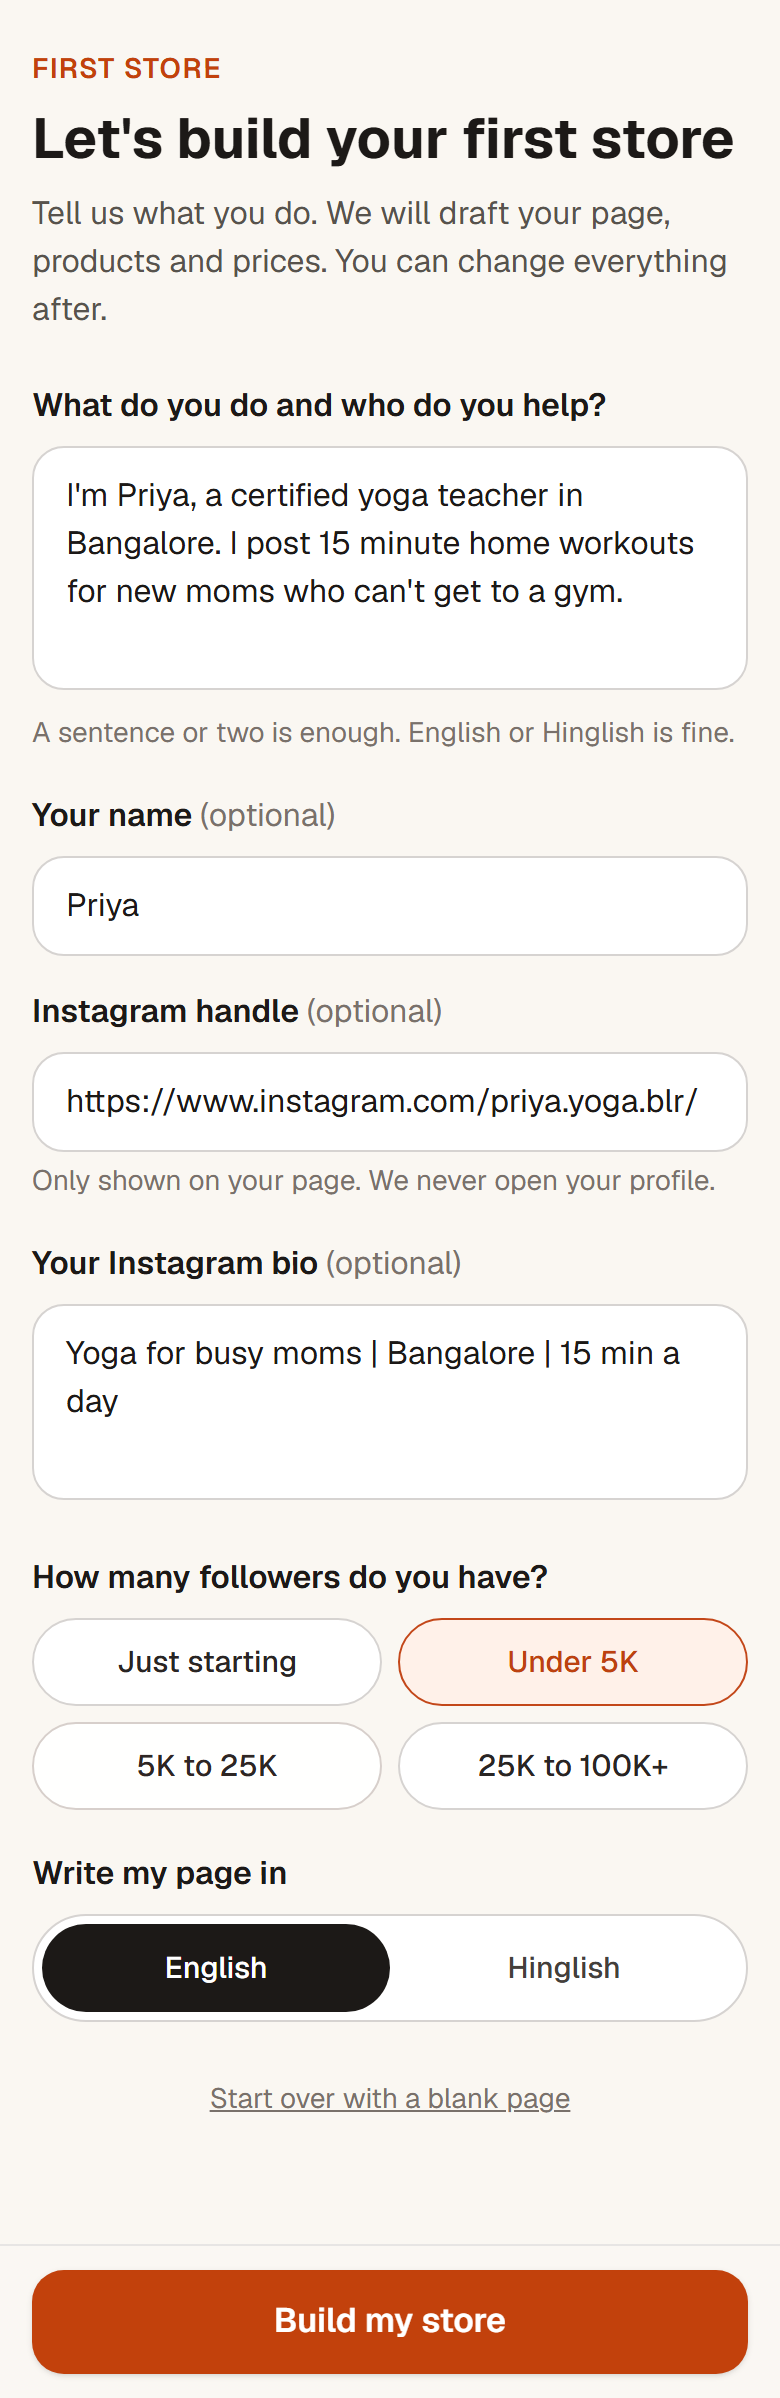 FIRST STORE
Let's build your first store
Tell us what you do. We will draft your page,
products and prices. You can change everything
after.
What do you do and who do you help?
I'm Priya, a certified yoga teacher in
Bangalore. I post 15 minute home workouts
for new moms who can't get to a gym.
A sentence or two is enough. English or Hinglish is fine.
Your name (optional)
Priya
Instagram handle (optional)
https://www.instagram.com/priya.yoga.blr/
Only shown on your page. We never open your profile.
Your Instagram bio (optional)
Yoga for busy moms | Bangalore | 15 min a
day
How many followers do you have?
Just starting
Under 5K
5K to 25K
25K to 100K+
Write my page in
English
Hinglish
Start over with a blank page
Build my store